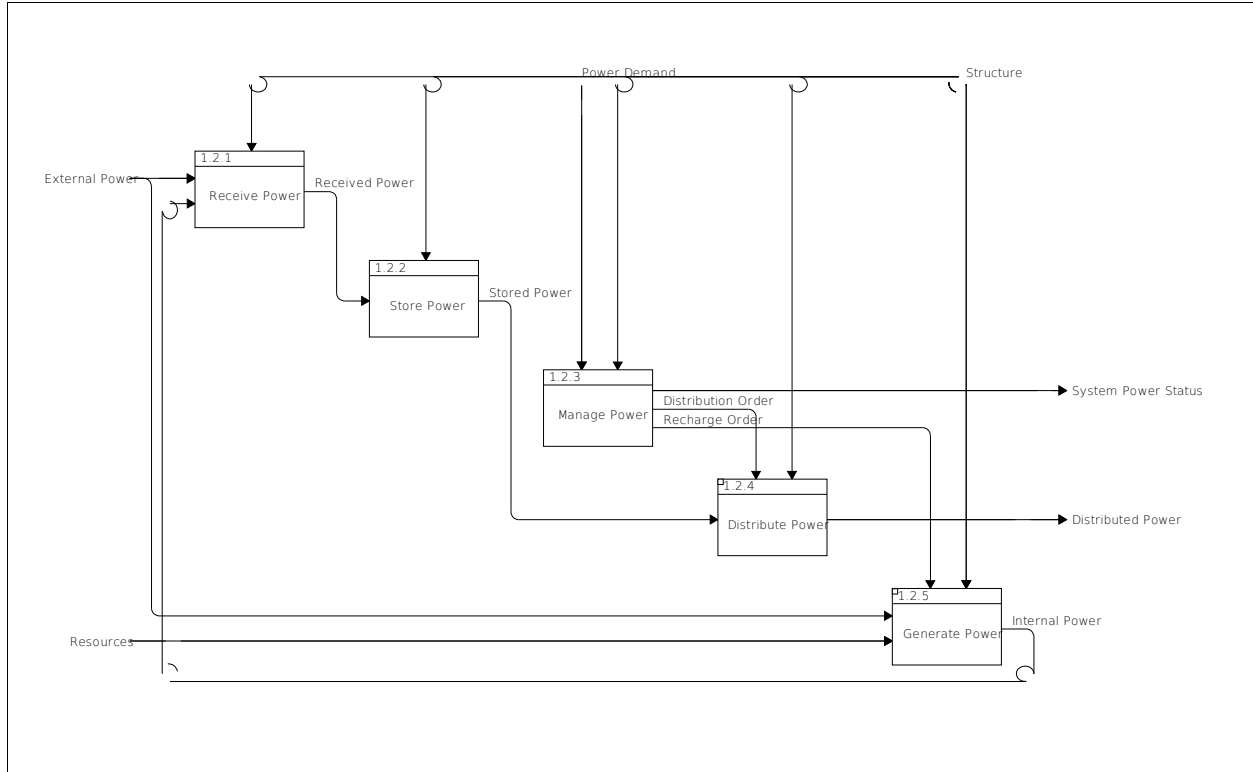 Power Demand
Structure
1.2.1
External Power
Receive Power
Received Power
1.2.2
Store Power
Stored Power
1.2.3
Manage Power
System Power Status
Distribution Order
Recharge Order
1.2.4
Distribute Power
Distributed Power
1.2.5
Generate Power
Internal Power
Resources